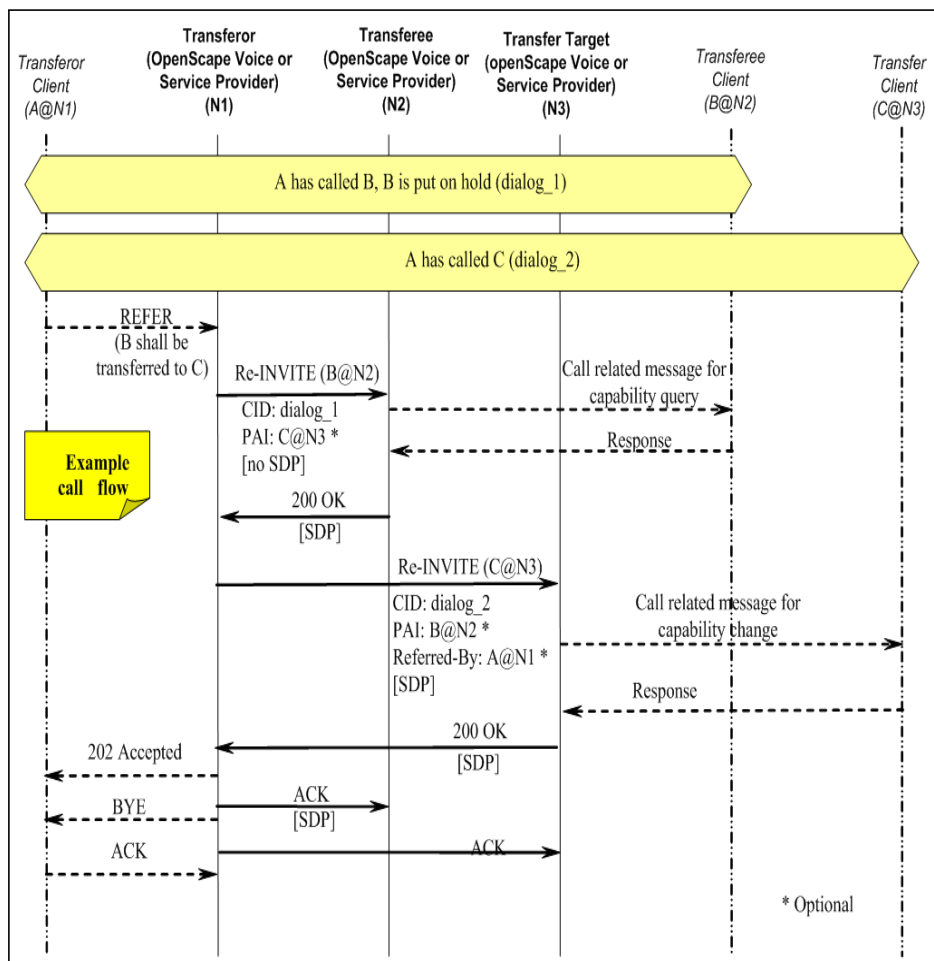 Transferor
Client
(A@N1)
Transferor
(OpenScape Voice or
Service Provider)
(N1)
Transferee
(OpenScape Voice or
Service Provider)
(N2)
Transfer Target
(openScape Voice or
Service Provider)
(N3)
Transferee
Client
(B@N2)
Transfer
Client
(C@N3)
A has called B, B is put on hold (dialog_1)
A has called C (dialog_2)
REFER
(B shall be
transferred to C)
Re-INVITE (B@N2)
CID: dialog_1
PAI: C@N3 *
[no SDP]
Call related message for
capability query
Response
Example
call flow
200 OK
[SDP]
Re-INVITE (C@N3)
CID: dialog_2
PAI: B@N2 *
Referred-By: A@N1 *
[SDP]
Call related message for
capability change
Response
200 OK
[SDP]
202 Accepted
BYE
ACK
[SDP]
ACK
ACK
* Optional